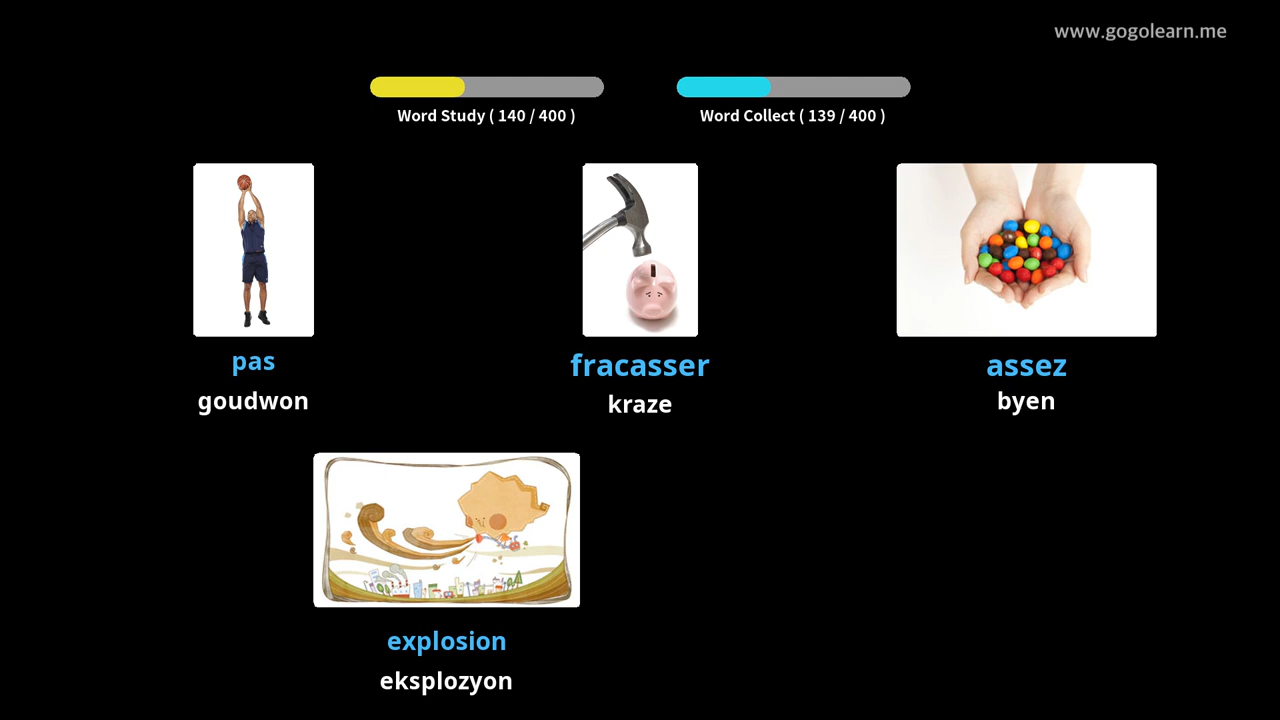 www.gogolearn.me
Word Study ( 140 / 400 )
Word Collect ( 139 / 400 )
pas
goudwon
fracasser
kraze
assez
byen
explosion
eksplozyon